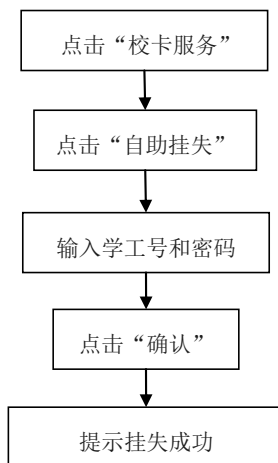 点击“校卡服务”
点击“自助挂失”
输入学工号和密码
点击“确认”
提示挂失成功